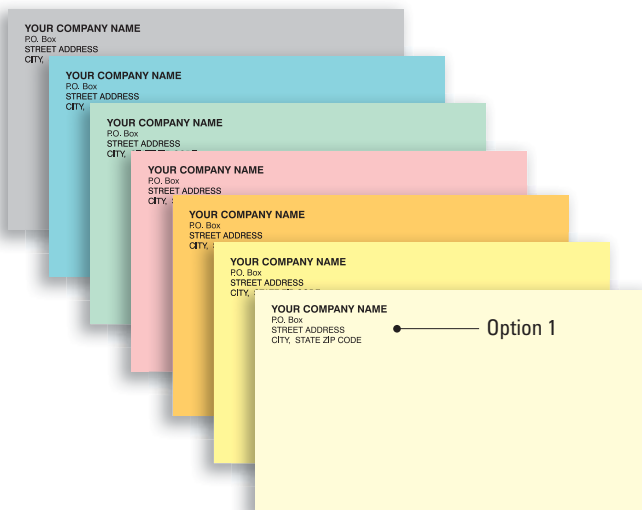 YOUR COMPANY NAME
P.O. Box
STREET ADDRESS
CITY,
YOUR COMPANY NAME
P.O. Box
STREET ADDRESS
CITY,
YOUR COMPANY NAME
P.O. Box
STREET ADDRESS
CITY,
YOUR COMPANY NAME
P.O. Box
STREET ADDRESS
CITY,
YOUR COMPANY NAME
P.O. Box
STREET ADDRESS
CITY,
YOUR COMPANY NAME
P.O. Box
STREET ADDRESS
CITY,
YOUR COMPANY NAME
P.O. Box
STREET ADDRESS
CITY, STATE ZIP CODE
Option 1